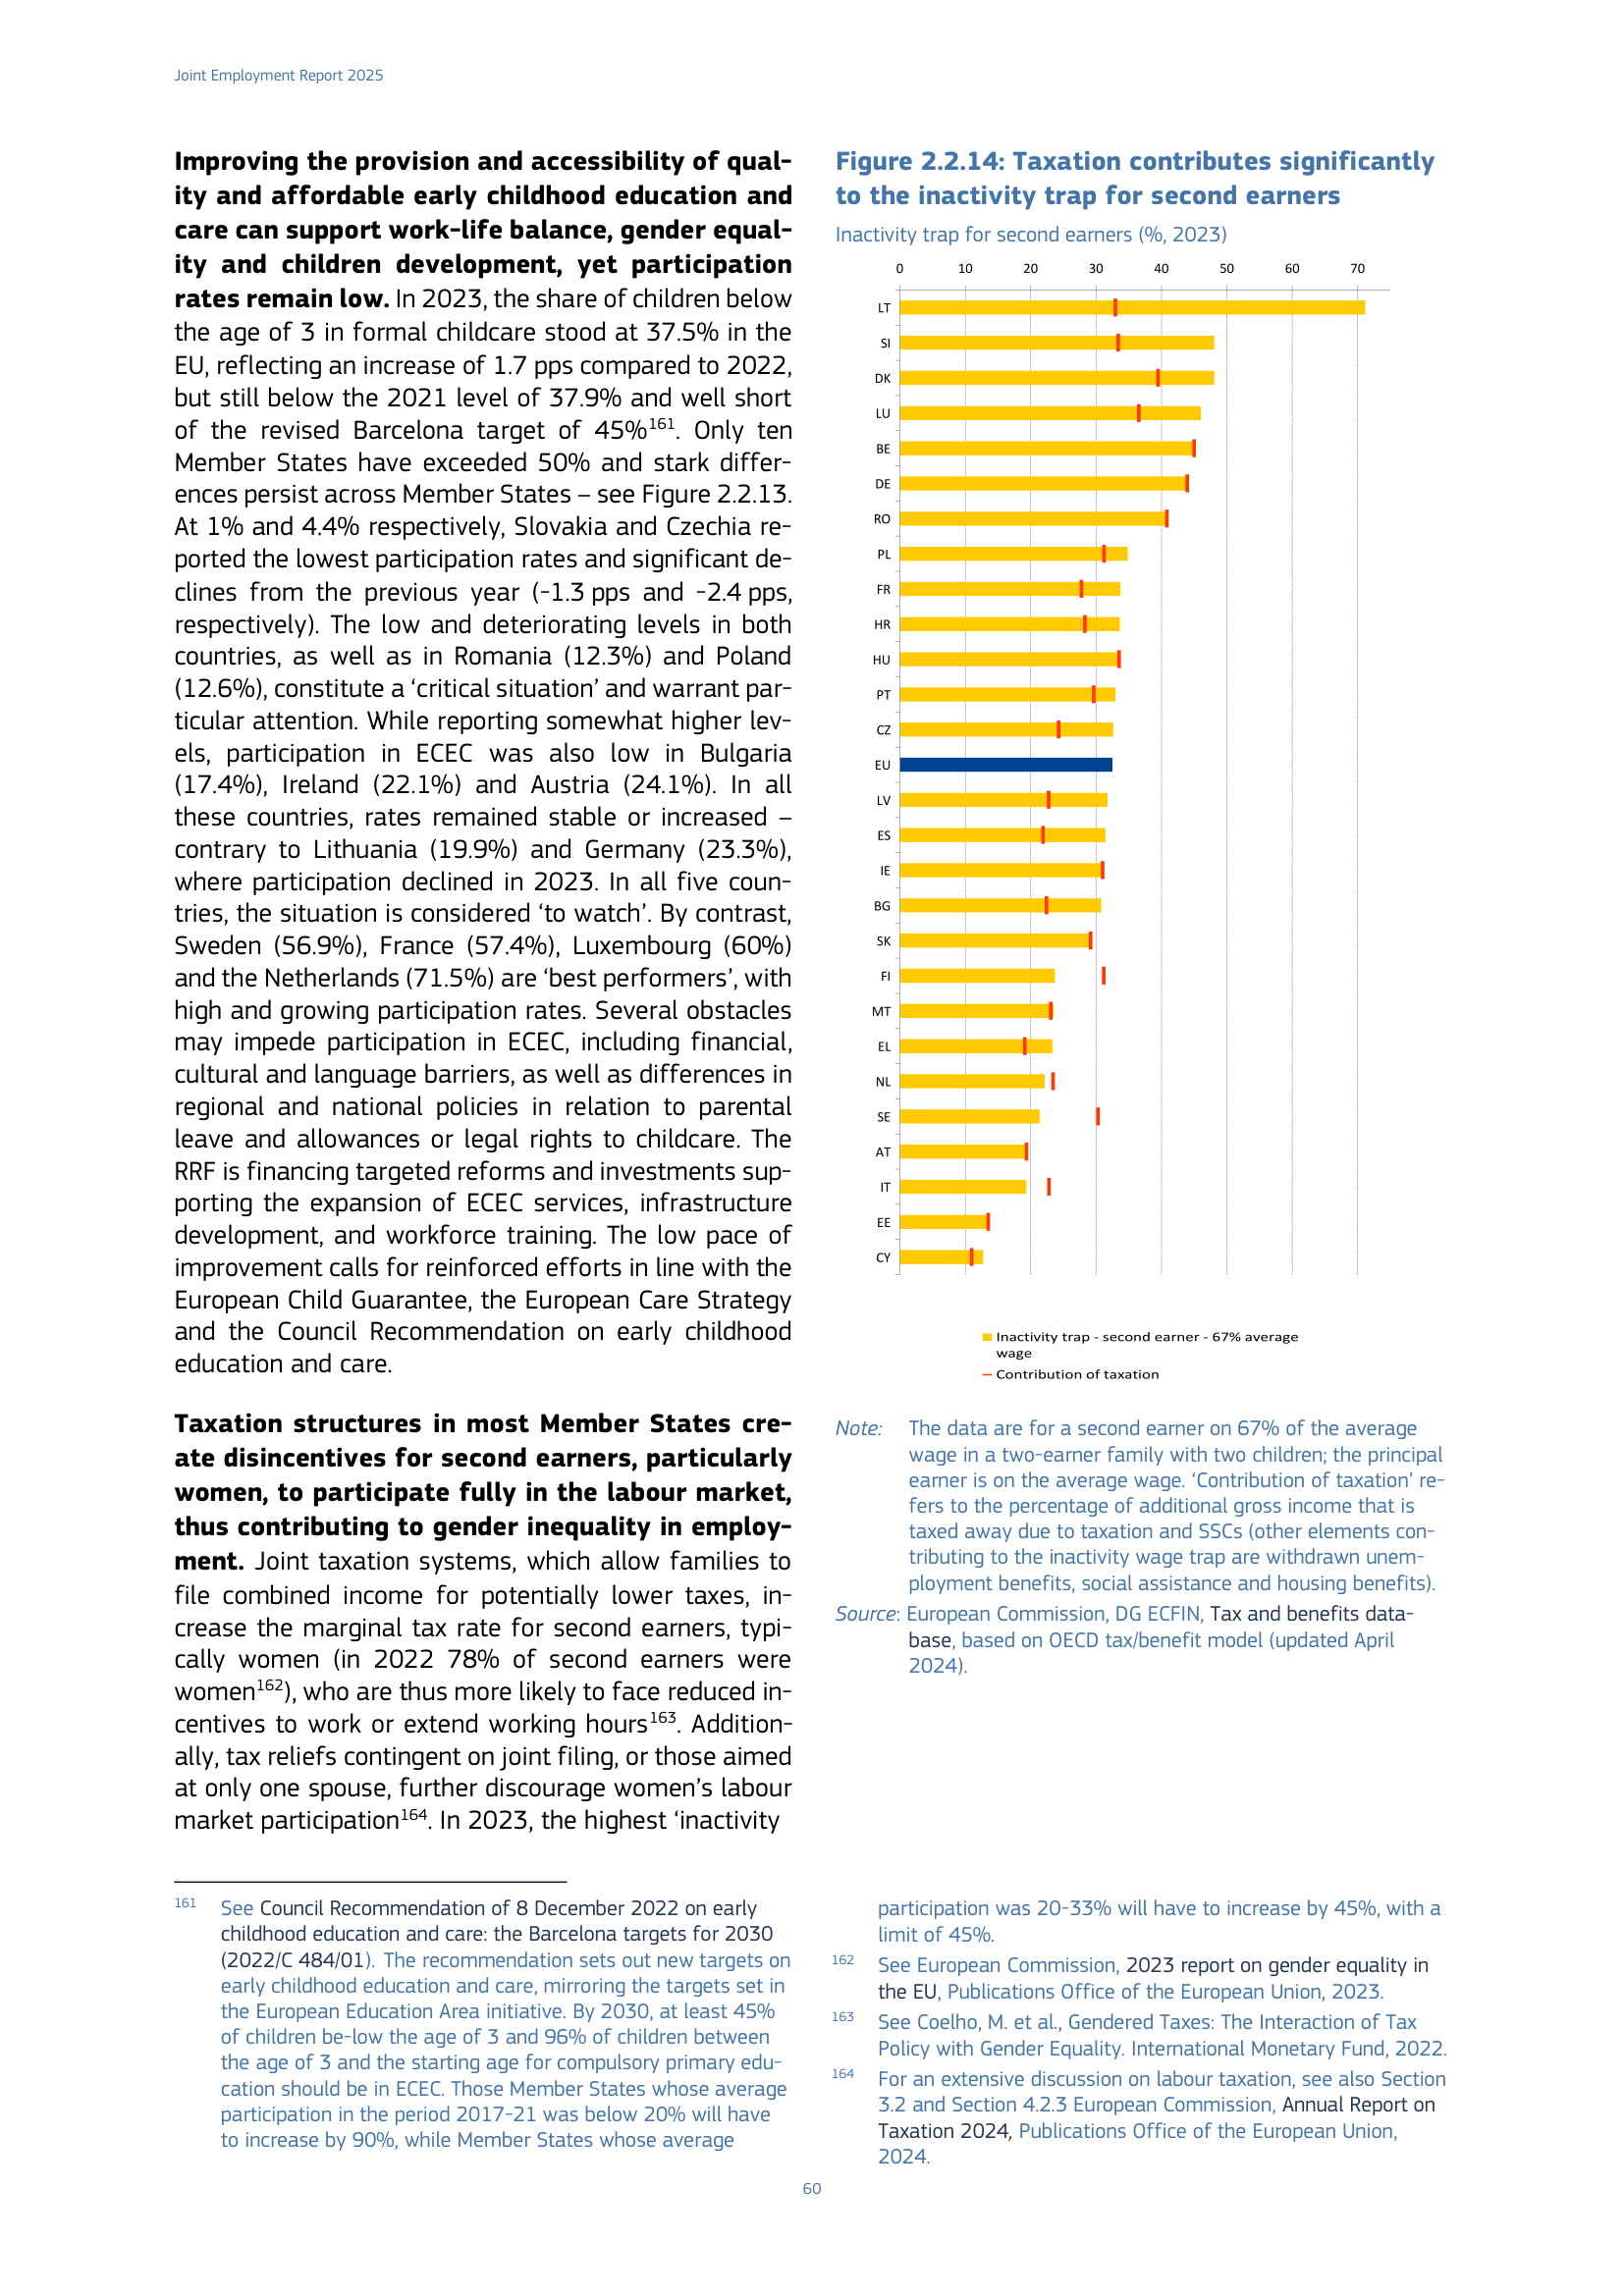 Joint Employment Report 2025
Improving the provision and accessibility of qual-
ity and affordable early childhood education and
care can support work-life balance, gender equal-
ity and children development, yet participation
rates remain low. In 2023, the share of children below
the age of 3 in formal childcare stood at 37.5% in the
EU, reflecting an increase of 1.7 pps compared to 2022,
but still below the 2021 level of 37.9% and well short
of the revised Barcelona target of 45%161. Only ten
Member States have exceeded 50% and stark differ-
ences persist across Member States – see Figure 2.2.13.
At 1% and 4.4% respectively, Slovakia and Czechia re-
ported the lowest participation rates and significant de-
clines from the previous year (-1.3 pps and -2.4 pps,
respectively). The low and deteriorating levels in both
countries, as well as in Romania (12.3%) and Poland
(12.6%), constitute a ‘critical situation’ and warrant par-
ticular attention. While reporting somewhat higher lev-
els, participation in ECEC was also low in Bulgaria
(17.4%), Ireland (22.1%) and Austria (24.1%). In all
these countries, rates remained stable or increased –
contrary to Lithuania (19.9%) and Germany (23.3%),
where participation declined in 2023. In all five coun-
tries, the situation is considered ‘to watch’. By contrast,
Sweden (56.9%), France (57.4%), Luxembourg (60%)
and the Netherlands (71.5%) are ‘best performers’, with
high and growing participation rates. Several obstacles
may impede participation in ECEC, including financial,
cultural and language barriers, as well as differences in
regional and national policies in relation to parental
leave and allowances or legal rights to childcare. The
RRF is financing targeted reforms and investments sup-
porting the expansion of ECEC services, infrastructure
development, and workforce training. The low pace of
improvement calls for reinforced efforts in line with the
European Child Guarantee, the European Care Strategy
and the Council Recommendation on early childhood
education and care.
Taxation structures in most Member States cre-
ate disincentives for second earners, particularly
women, to participate fully in the labour market,
thus contributing to gender inequality in employ-
ment. Joint taxation systems, which allow families to
file combined income for potentially lower taxes, in-
crease the marginal tax rate for second earners, typi-
cally women (in 2022 78% of second earners were
women162), who are thus more likely to face reduced in-
centives to work or extend working hours163. Addition-
ally, tax reliefs contingent on joint filing, or those aimed
at only one spouse, further discourage women’s labour
market participation164. In 2023, the highest ‘inactivity
Figure 2.2.14: Taxation contributes significantly
to the inactivity trap for second earners
Inactivity trap for second earners (%, 2023)
0 10 20 30 40 50 60 70
LT
SI
DK
LU
BE
DE
RO
PL
FR
HR
HU
PT
CZ
EU
LV
ES
IE
BG
SK
FI
MT
EL
NL
SE
AT
IT
EE
CY
Inactivity trap - second earner - 67% average
wage
Contribution of taxation
Note: The data are for a second earner on 67% of the average
wage in a two-earner family with two children; the principal
earner is on the average wage. ‘Contribution of taxation’ re-
fers to the percentage of additional gross income that is
taxed away due to taxation and SSCs (other elements con-
tributing to the inactivity wage trap are withdrawn unem-
ployment benefits, social assistance and housing benefits).
Source: European Commission, DG ECFIN, Tax and benefits data-
base, based on OECD tax/benefit model (updated April
2024).
161 See Council Recommendation of 8 December 2022 on early
childhood education and care: the Barcelona targets for 2030
(2022/C 484/01). The recommendation sets out new targets on
early childhood education and care, mirroring the targets set in
the European Education Area initiative. By 2030, at least 45%
of children be-low the age of 3 and 96% of children between
the age of 3 and the starting age for compulsory primary edu-
cation should be in ECEC. Those Member States whose average
participation in the period 2017-21 was below 20% will have
to increase by 90%, while Member States whose average
participation was 20-33% will have to increase by 45%, with a
limit of 45%.
162 See European Commission, 2023 report on gender equality in
the EU, Publications Office of the European Union, 2023.
163 See Coelho, M. et al., Gendered Taxes: The Interaction of Tax
Policy with Gender Equality. International Monetary Fund, 2022.
164 For an extensive discussion on labour taxation, see also Section
3.2 and Section 4.2.3 European Commission, Annual Report on
Taxation 2024, Publications Office of the European Union,
2024.
60